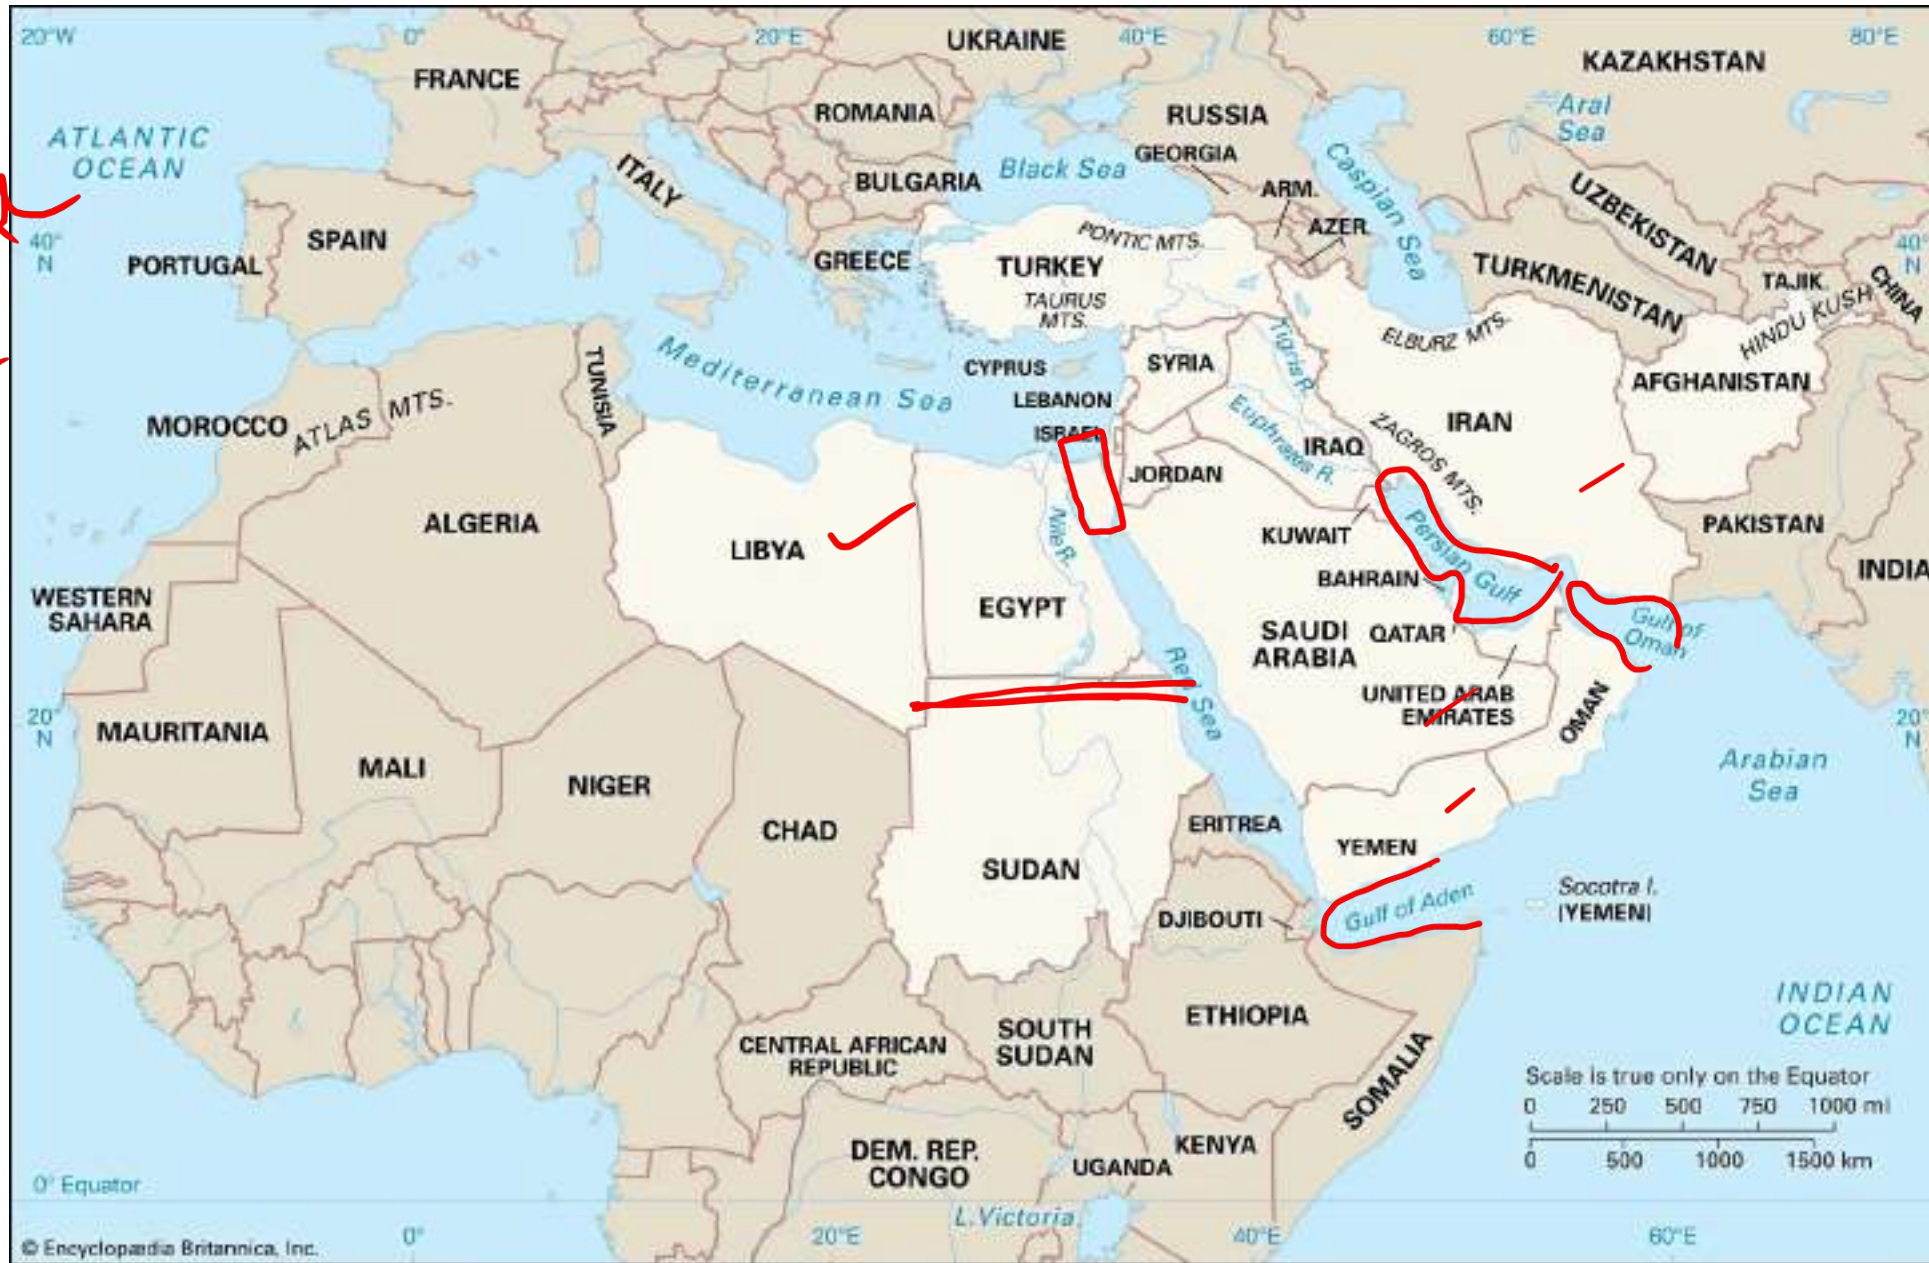 20°W
0°
20°E
40°E
60°E
80°E
UKRAINE
KAZAKHSTAN
FRANCE
ROMANIA
RUSSIA
Aral
Sea
ATLANTIC
OCEAN
GEORGIA
Black Sea
Caspian Sea
ITALY
BULGARIA
ARM.
UZBEKISTAN
AZER.
40°
N
SPAIN
PORTUGAL
GREECE
PONTIC MTS.
TURKEY
TAURUS
MTS.
TURKMENISTAN
TAJIK.
CHINA
40°
N
HINDU KUSH
ELBURZ MTS.
Tigris R.
TUNISIA
Mediterranean Sea
CYPRUS
SYRIA
AFGHANISTAN
LEBANON
MOROCCO
ATLAS MTS.
ISRAEL
Euphrates R.
IRAQ
ZAGROS MTS.
IRAN
JORDAN
ALGERIA
LIBYA
Nile R.
KUWAIT
Persian Gulf
PAKISTAN
INDIA
BAHRAIN
WESTERN
SAHARA
EGYPT
SAUDI
ARABIA
QATAR
Gulf of
Oman
Red Sea
UNITED ARAB
EMIRATES
OMAN
20°
N
20°
N
MAURITANIA
MALI
NIGER
Arabian
Sea
CHAD
ERITREA
YEMEN
SUDAN
Socotra I.
(YEMEN)
DJIBOUTI
Gulf of Aden
ETHIOPIA
INDIAN
OCEAN
CENTRAL AFRICAN
REPUBLIC
SOUTH
SUDAN
SOMALIA
Scale is true only on the Equator
0 250 500 750 1000 mi
0 500 1000 1500 km
DEM. REP.
CONGO
UGANDA
KENYA
0° Equator
L.Victoria
© Encyclopædia Britannica, Inc.
0°
20°E
40°E
60°E